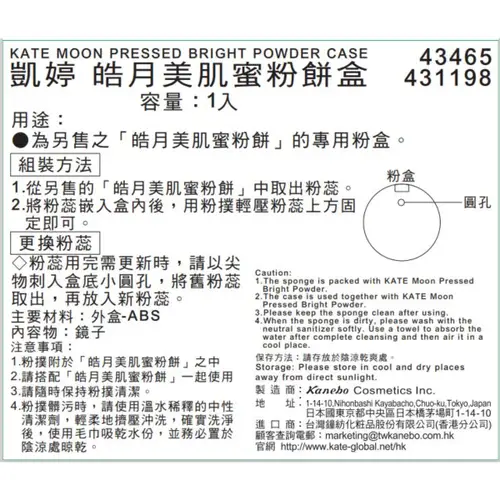 KATE MOON PRESSED BRIGHT POWDER CASE
43465
凱婷 皓月美肌蜜粉餅盒
431198
容量：1入
用途：
●為另售之「皓月美肌蜜粉餅」的專用粉盒。
組裝方法
1.從另售的「皓月美肌蜜粉餅」中取出粉蕊。
2.將粉蕊嵌入盒內後，用粉撲輕壓粉蕊上方固
定即可。
粉盒
圓孔
更換粉蕊
◇粉蕊用完需更新時，請以尖
物刺入盒底小圓孔，將舊粉蕊
取出，再放入新粉蕊。
主要材料：外盒-ABS
內容物：鏡子
注意事項：
1.粉撲附於「皓月美肌蜜粉餅」之中
2.請搭配「皓月美肌蜜粉餅」一起使用
3.請隨時保持粉撲清潔。
4.粉撲髒污時，請使用溫水稀釋的中性
清潔劑，輕柔地擠壓沖洗，確實洗淨
後，使用毛巾吸乾水份，並務必置於
陰涼處晾乾。
Caution:
1.The sponge is packed with KATE Moon Pressed
Bright Powder.
2.The case is used together with KATE Moon
Pressed Bright Powder.
3.Please keep the sponge clean after using.
4.When the sponge is dirty, please wash with the
neutral sanitizer softly. Use a towel to absorb the
water after complete cleansing and then air it in a
cool place.
保存方法：請存放於陰涼乾爽處。
Storage: Please store in cool and dry places
away from direct sunlight.
製造商：Kanebo Cosmetics Inc.
地址：1-14-10,Nihonbashi Kayabacho,Chuo-ku,Tokyo,Japan
日本國東京都中央區日本橋茅場町1-14-10
進口商：台灣鐘紡化粧品股份有限公司(香港分公司)
顧客查詢電郵：marketing@twkanebo.com.tw
官網 http://www.kate-global.net/hk